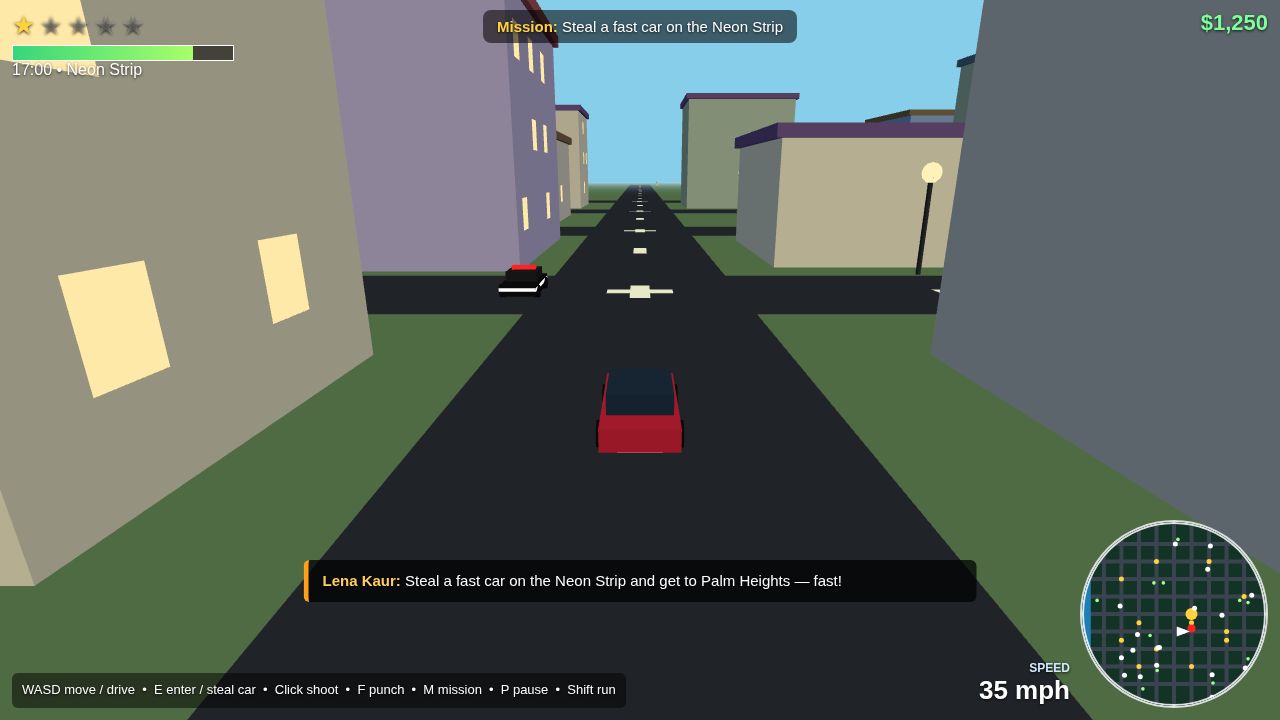 Mission: Steal a fast car on the Neon Strip
$1,250
17:00 • Neon Strip
Lena Kaur: Steal a fast car on the Neon Strip and get to Palm Heights — fast!
SPEED
35 mph
WASD move / drive • E enter / steal car • Click shoot • F punch • M mission • P pause • Shift run